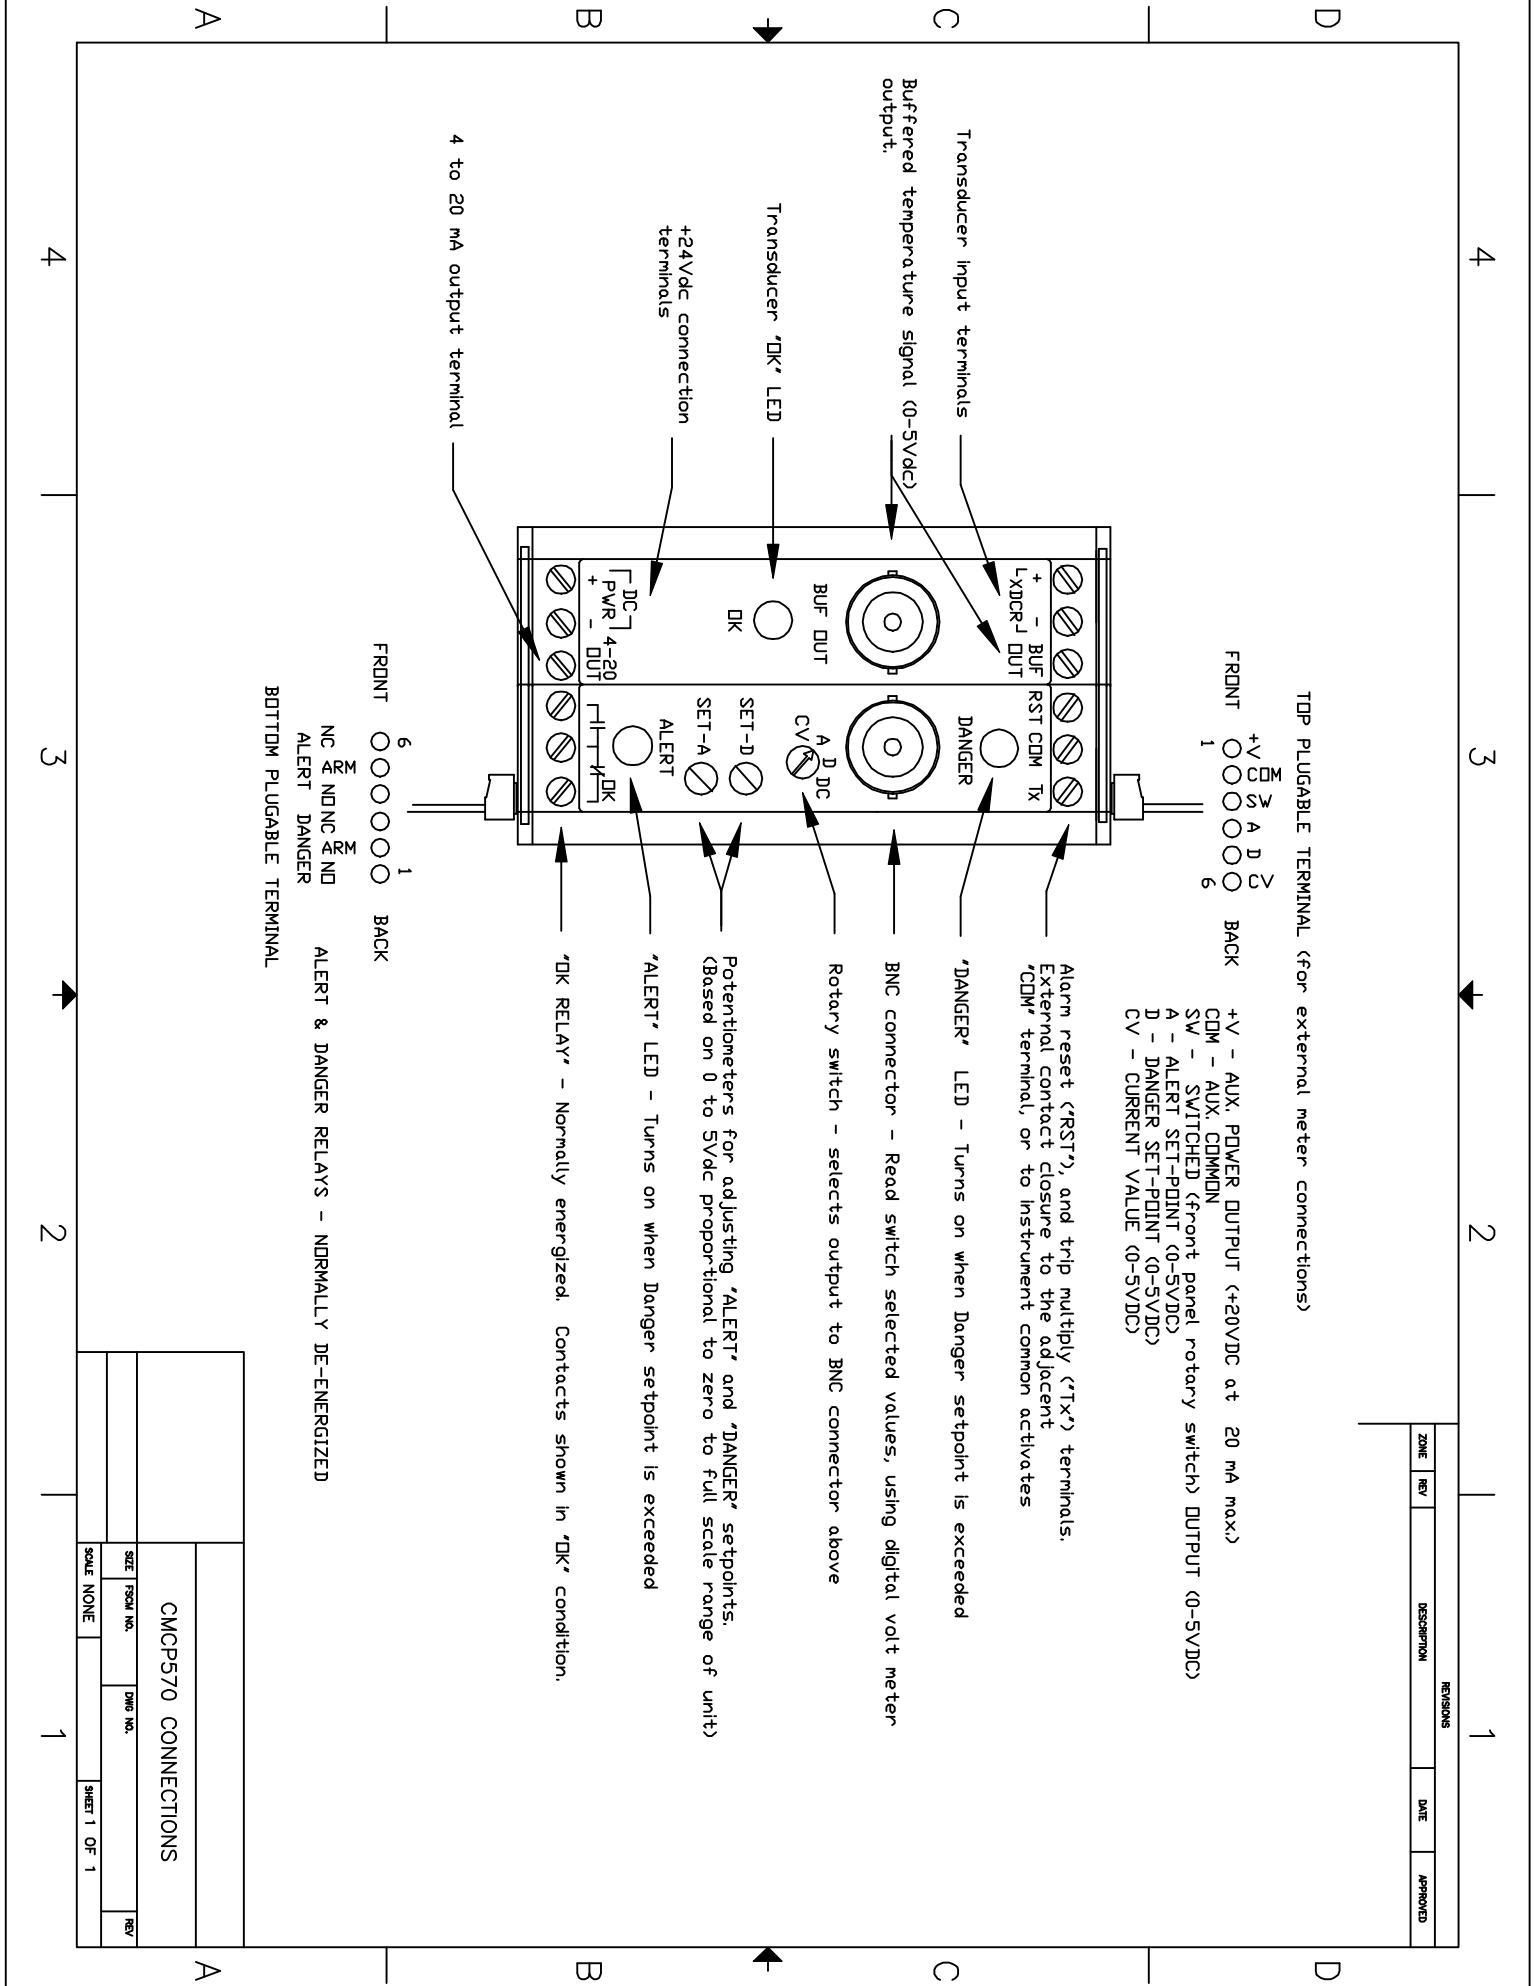 D
C
B
A
D
C
B
A
4
3
2
1
4
3
2
1
REVISIONS
ZONE
REV
DESCRIPTION
DATE
APPROVED
TOP PLUGABLE TERMINAL (for external meter connections)
+V
COM
SW
A
D
CV
FRONT
BACK
1
6
+V - AUX. POWER OUTPUT (+20VDC at 20 mA max.)
COM - AUX. COMMON
SW - SWITCHED (front panel rotary switch) OUTPUT (0-5VDC)
A - ALERT SET-POINT (0-5VDC)
D - DANGER SET-POINT (0-5VDC)
CV - CURRENT VALUE (0-5VDC)
Transducer input terminals
Buffered temperature signal (0-5Vdc)
output.
Transducer "OK" LED
+24Vdc connection
terminals
4 to 20 mA output terminal
+ - BUF
XDCR OUT
RST COM Tx
DANGER
BUF OUT
A D DC
CV
OK
SET-D
SET-A
ALERT
DC
PWR
+ -
4-20
OUT
OK
Alarm reset ("RST"), and trip multiply ("Tx") terminals.
External contact closure to the adjacent
"COM" terminal, or to instrument common activates
"DANGER" LED - Turns on when Danger setpoint is exceeded
BNC connector - Read switch selected values, using digital volt meter
Rotary switch - selects output to BNC connector above
Potentiometers for adjusting "ALERT" and "DANGER" setpoints.
(Based on 0 to 5Vdc proportional to zero to full scale range of unit)
"ALERT" LED - Turns on when Danger setpoint is exceeded
"OK RELAY" - Normally energized. Contacts shown in "OK" condition.
6
1
FRONT
BACK
NC ARM NO NC ARM NO
ALERT DANGER
BOTTOM PLUGABLE TERMINAL
ALERT & DANGER RELAYS - NORMALLY DE-ENERGIZED
CMCP570 CONNECTIONS
SIZE
FSCM NO.
DWG NO.
REV
SCALE NONE
SHEET 1 OF 1